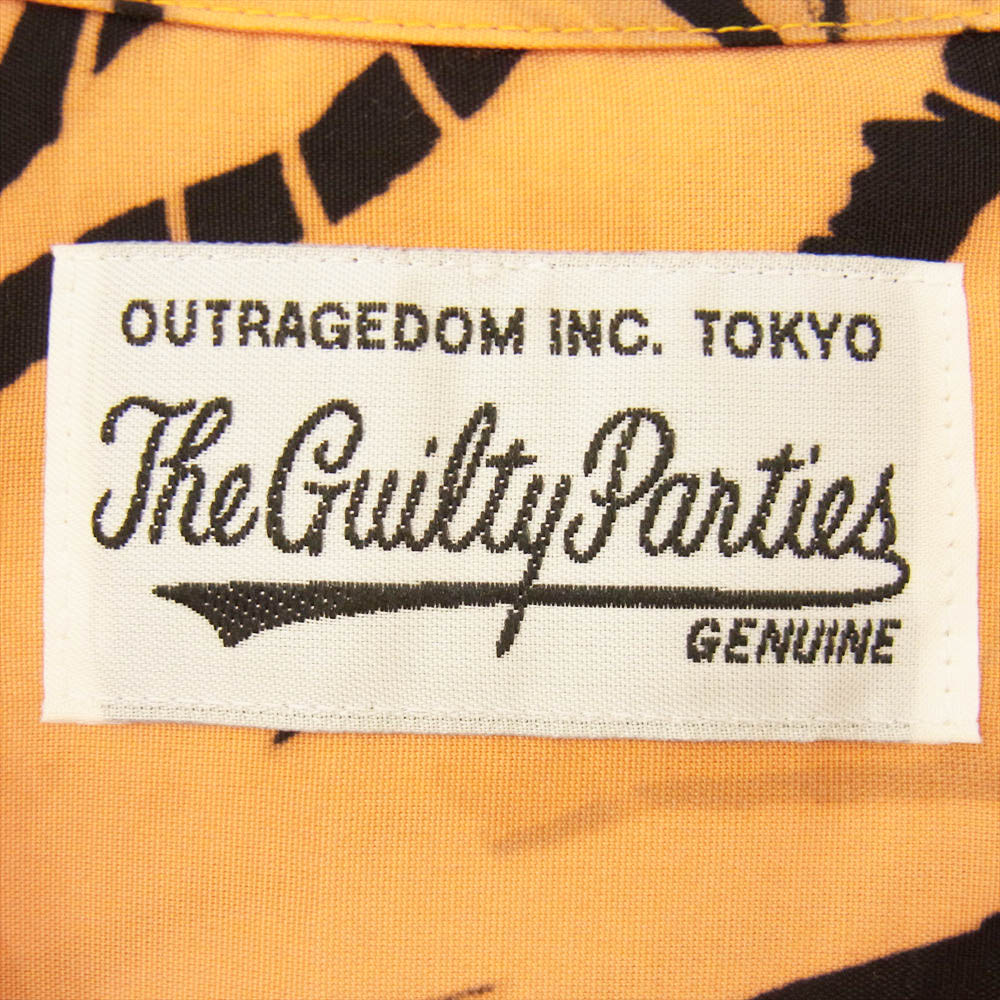 OUTRAGEDOM INC. TOKYO
The Guilty Parties
GENUINE